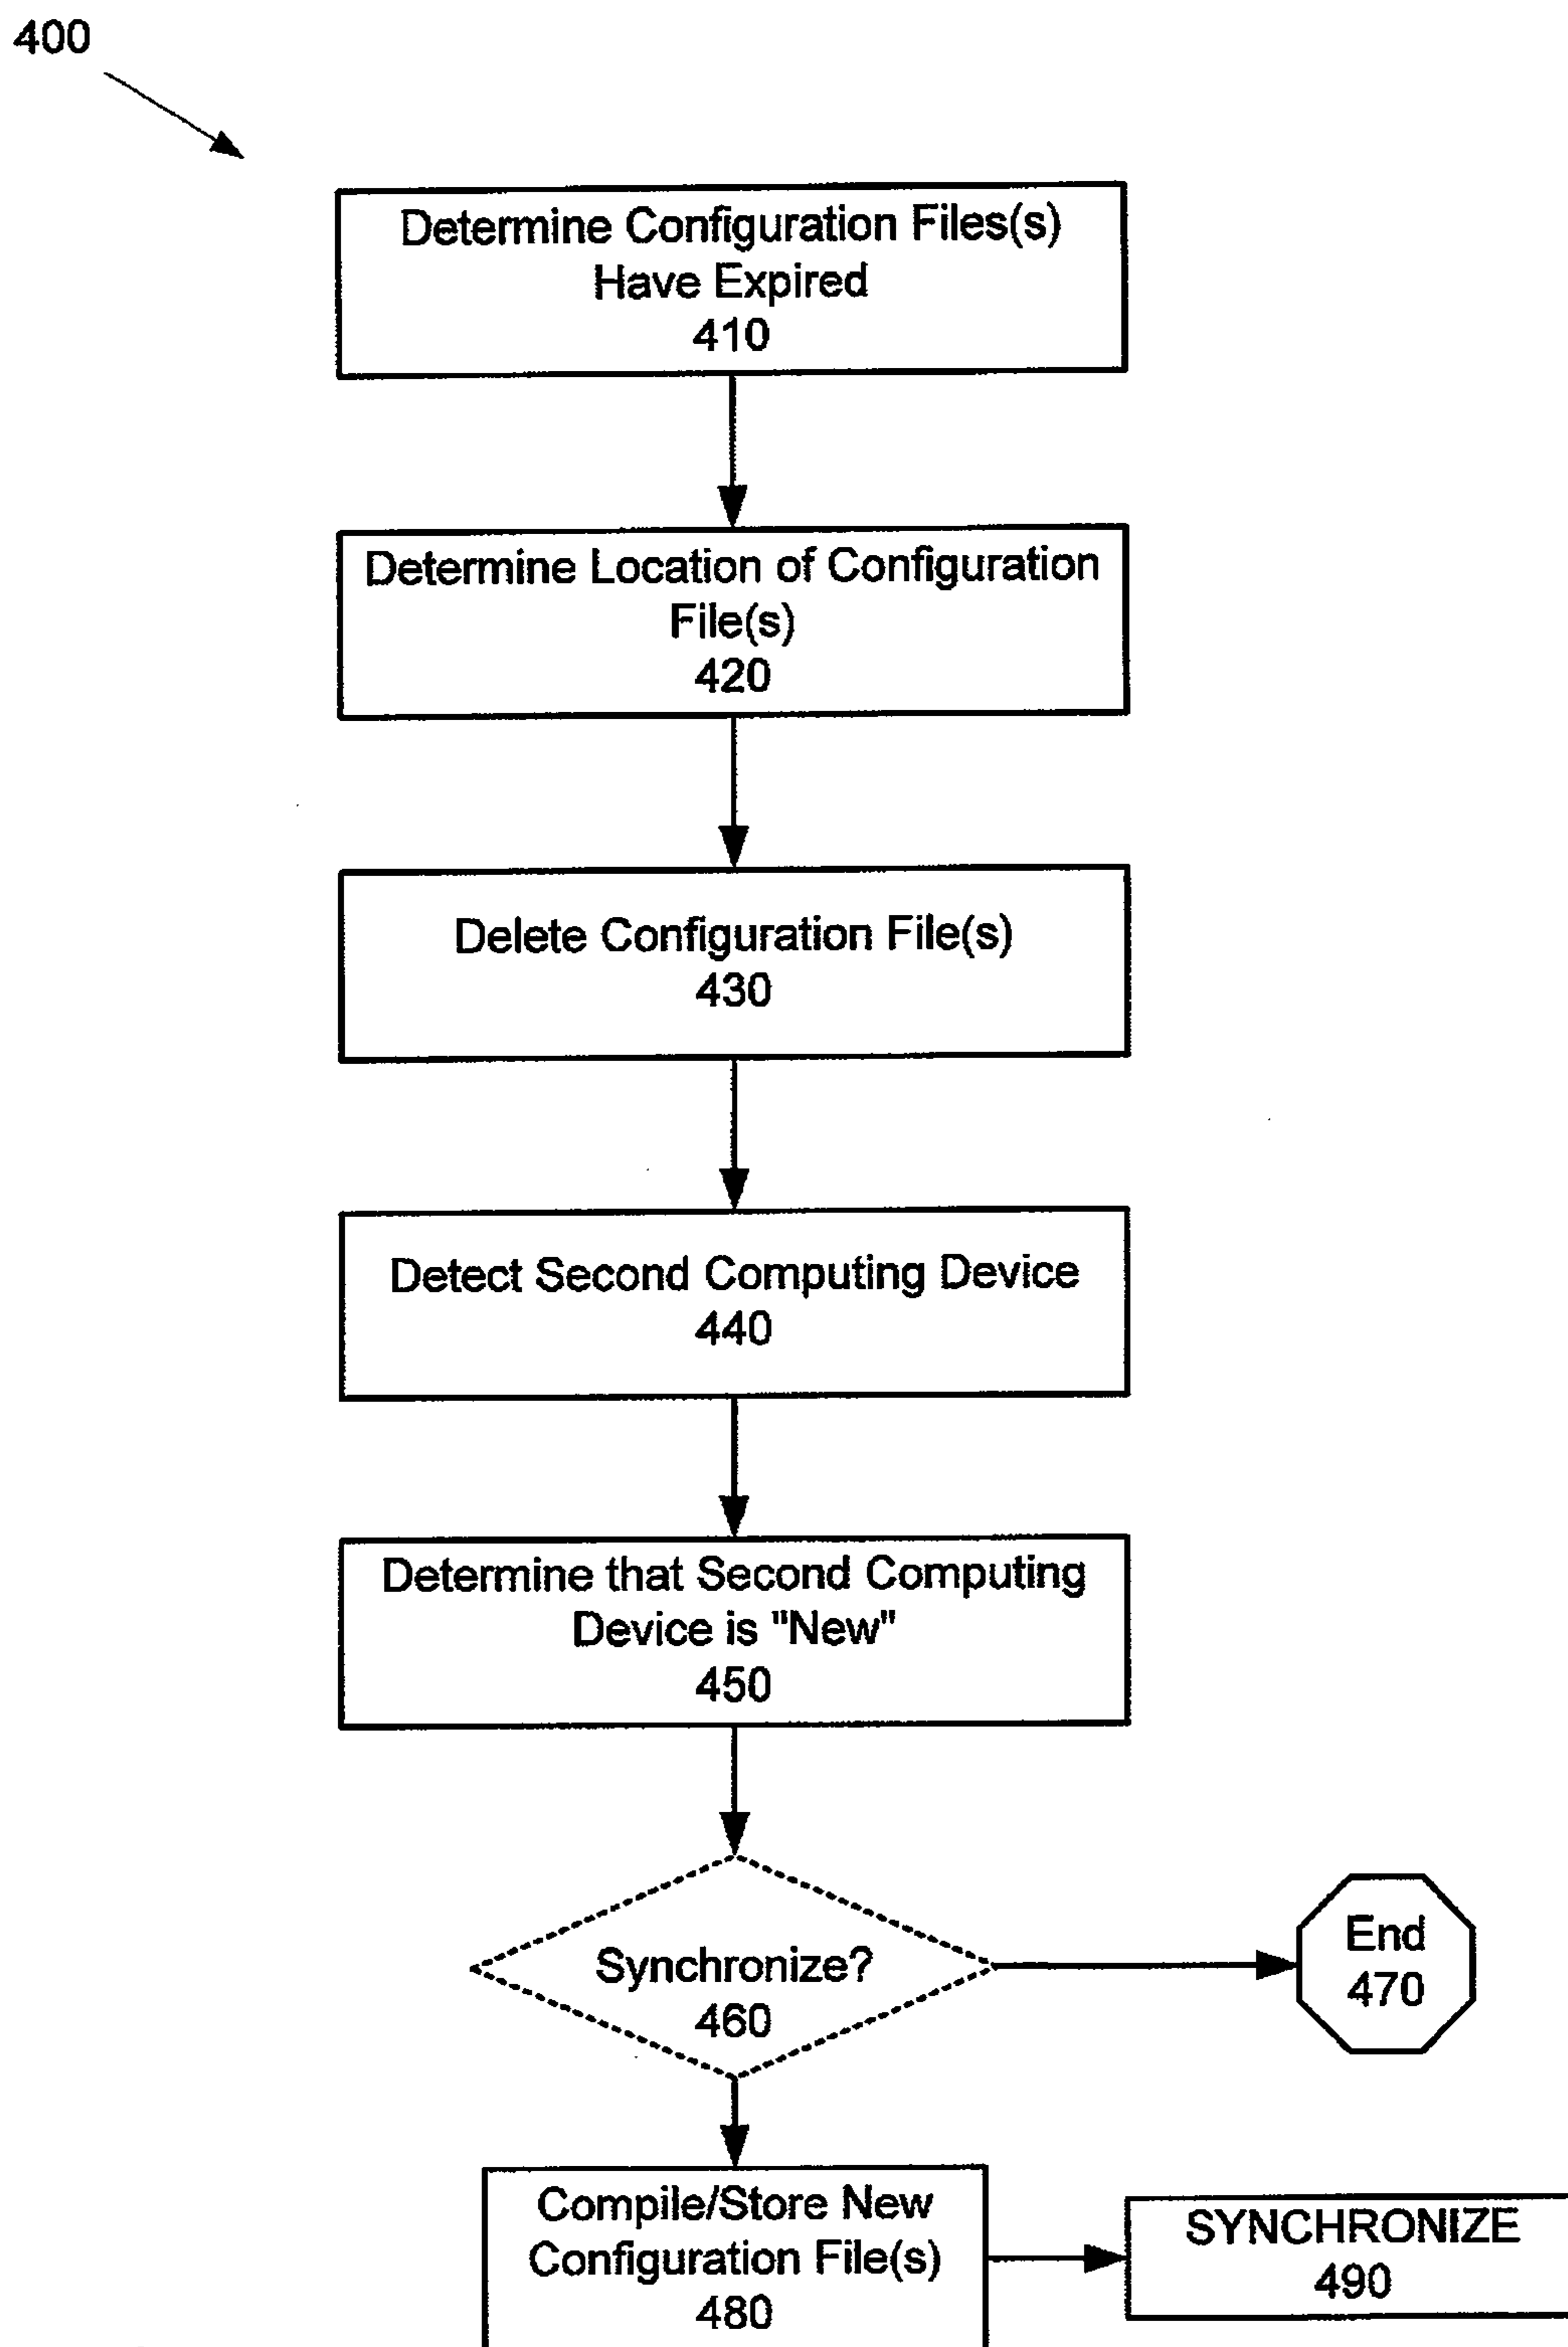 400
Determine Configuration Files(s)
Have Expired
410
Determine Location of Configuration
File(s)
420
Delete Configuration File(s)
430
Detect Second Computing Device
440
Determine that Second Computing
Device is "New"
450
Synchronize?
460
End
470
Compile/Store New
Configuration File(s)
480
SYNCHRONIZE
490